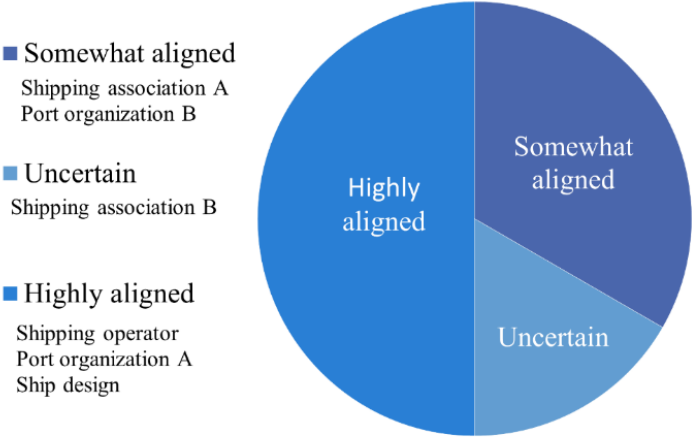 Somewhat aligned
Shipping association A
Port organization B
Uncertain
Shipping association B
Highly aligned
Shipping operator
Port organization A
Ship design
Highly
aligned
Somewhat
aligned
Uncertain